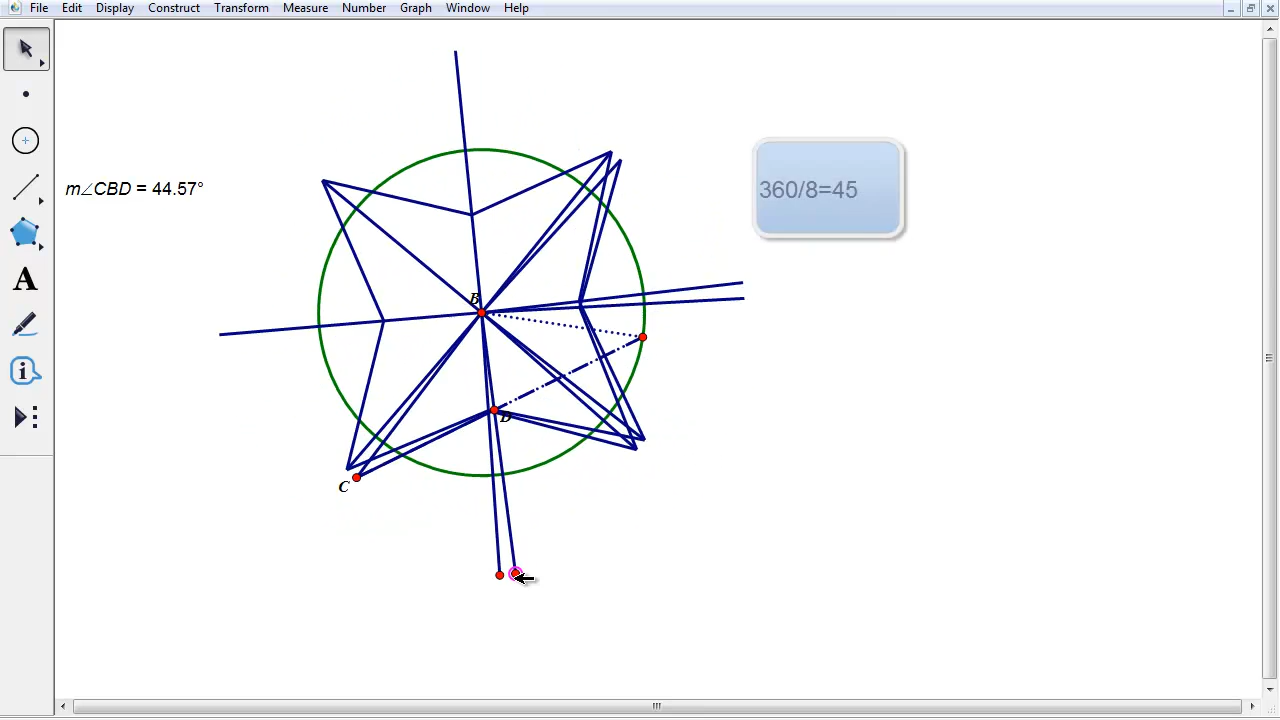 File Edit Display Construct Transform Measure Number Graph Window Help
m∠CBD = 44.57°
360/8=45
B
D
C
A